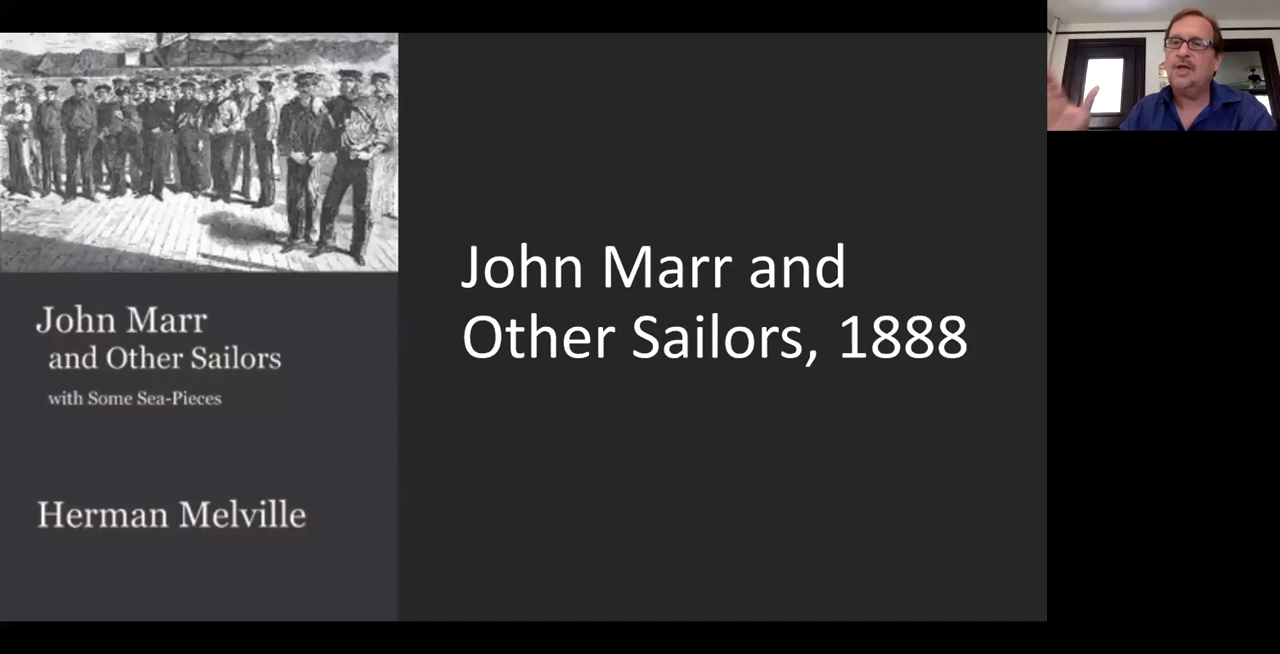 John Marr
and Other Sailors
with Some Sea-Pieces
Herman Melville
John Marr and
Other Sailors, 1888